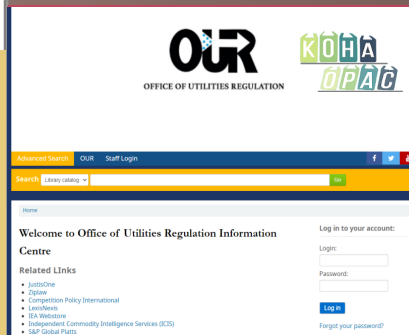 OUR
OFFICE OF UTILITIES REGULATION
KOHA
OPAC
Advanced Search OUR Staff Login
Search Library catalog Go
Home
Welcome to Office of Utilities Regulation Information
Centre
Related LInks
JustisOne
Ziplaw
Competition Policy International
LexisNexis
IEA Webstore
Independent Commodity Intelligence Services (ICIS)
S&P Global Platts
Log in to your account:
Login:
Password:
Log in
Forgot your password?